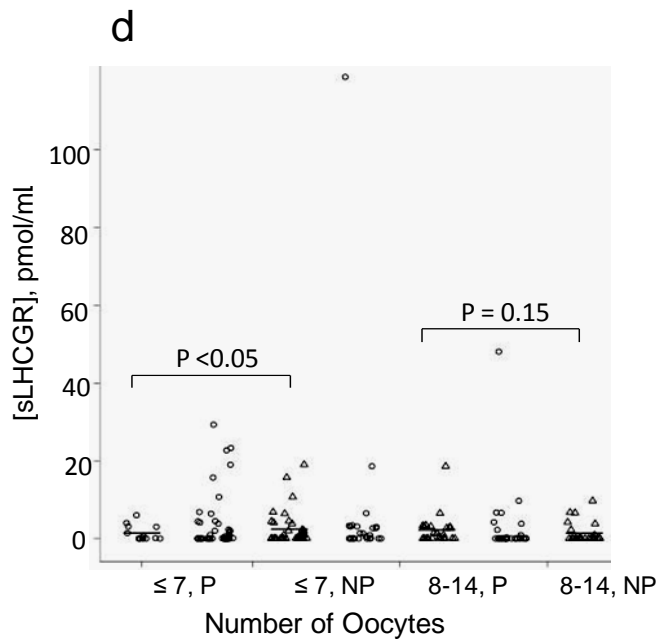 d
[sLHCGR], pmol/ml
100
80
60
40
20
0
P = 0.15
P <0.05
≤ 7, P
≤ 7, NP
8-14, P
8-14, NP
Number of Oocytes